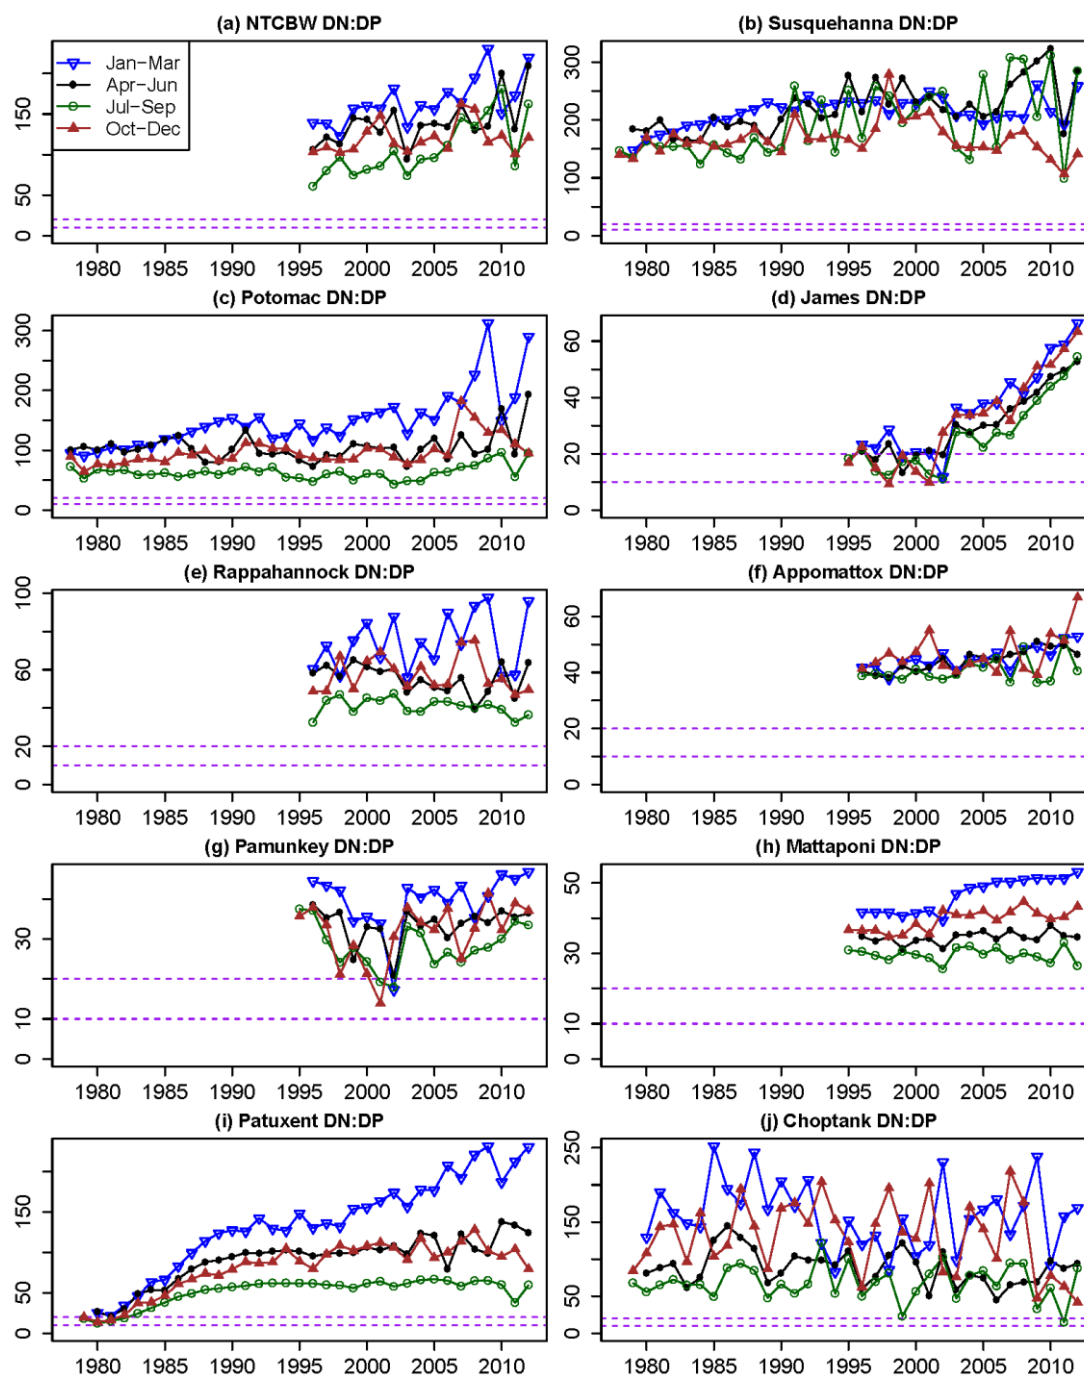 (a) NTCBW DN:DP
(b) Susquehanna DN:DP
Jan-Mar
Apr-Jun
Jul-Sep
Oct-Dec
0 50 150
0 100 200 300
1980 1985 1990 1995 2000 2005 2010
1980 1985 1990 1995 2000 2005 2010
(c) Potomac DN:DP
(d) James DN:DP
0 100 200 300
0 20 40 60
1980 1985 1990 1995 2000 2005 2010
1980 1985 1990 1995 2000 2005 2010
(e) Rappahannock DN:DP
(f) Appomattox DN:DP
0 20 60 100
0 20 40 60
1980 1985 1990 1995 2000 2005 2010
1980 1985 1990 1995 2000 2005 2010
(g) Pamunkey DN:DP
(h) Mattaponi DN:DP
0 10 30
0 10 30 50
1980 1985 1990 1995 2000 2005 2010
1980 1985 1990 1995 2000 2005 2010
(i) Patuxent DN:DP
(j) Choptank DN:DP
0 50 150
0 50 150 250
1980 1985 1990 1995 2000 2005 2010
1980 1985 1990 1995 2000 2005 2010